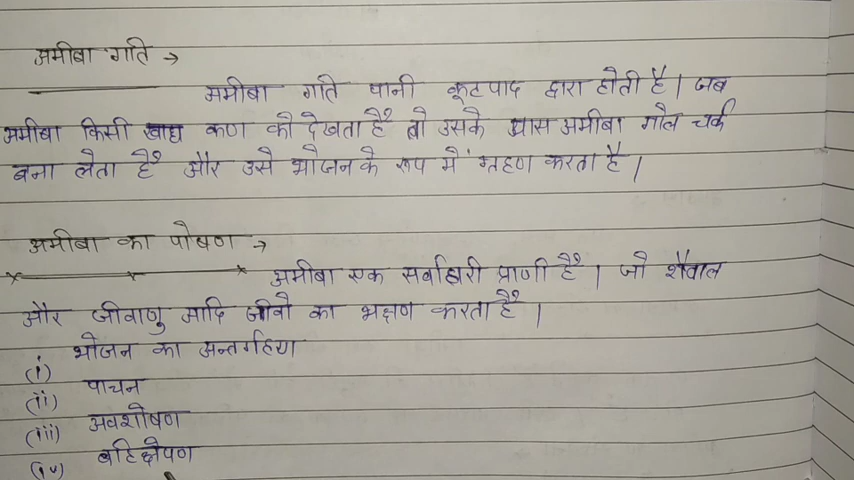 अमीबा गति →
अमीबा गति यानी कूटपाद द्वारा होती है। जब
अमीबा किसी खाद्य कण को देखता है तो उसके पास अमीबा गोल चर्क
बना लेता है और उसे भोजन के रूप में ग्रहण करता है।
अमीबा का पोषण →
अमीबा एक सर्वाहारी प्राणी है। जो शैवाल
और जीवाणु आदि जीवो का भक्षण करता है।
(i) भोजन का अन्तर्ग्रहण
(ii) पाचन
(iii) अवशोषण
(iv) बहिक्षेपण